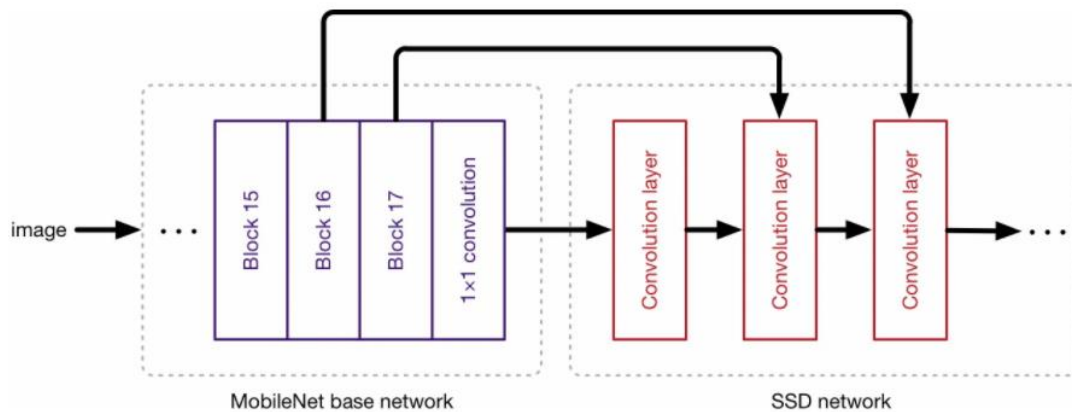 image
...
Block 15
Block 16
Block 17
1×1 convolution
Convolution layer
Convolution layer
Convolution layer
...
MobileNet base network
SSD network